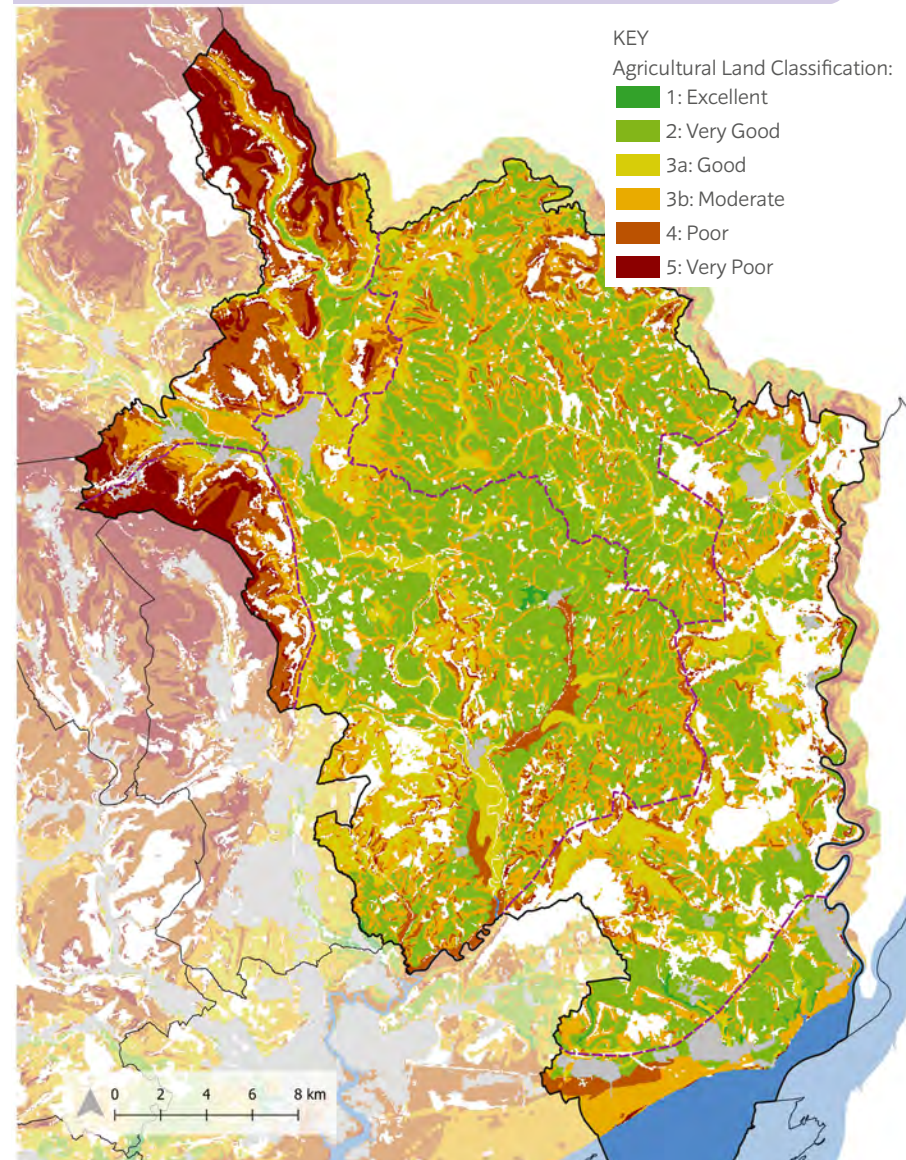 KEY
Agricultural Land Classification:
1: Excellent
2: Very Good
3a: Good
3b: Moderate
4: Poor
5: Very Poor
0 2 4 6 8 km